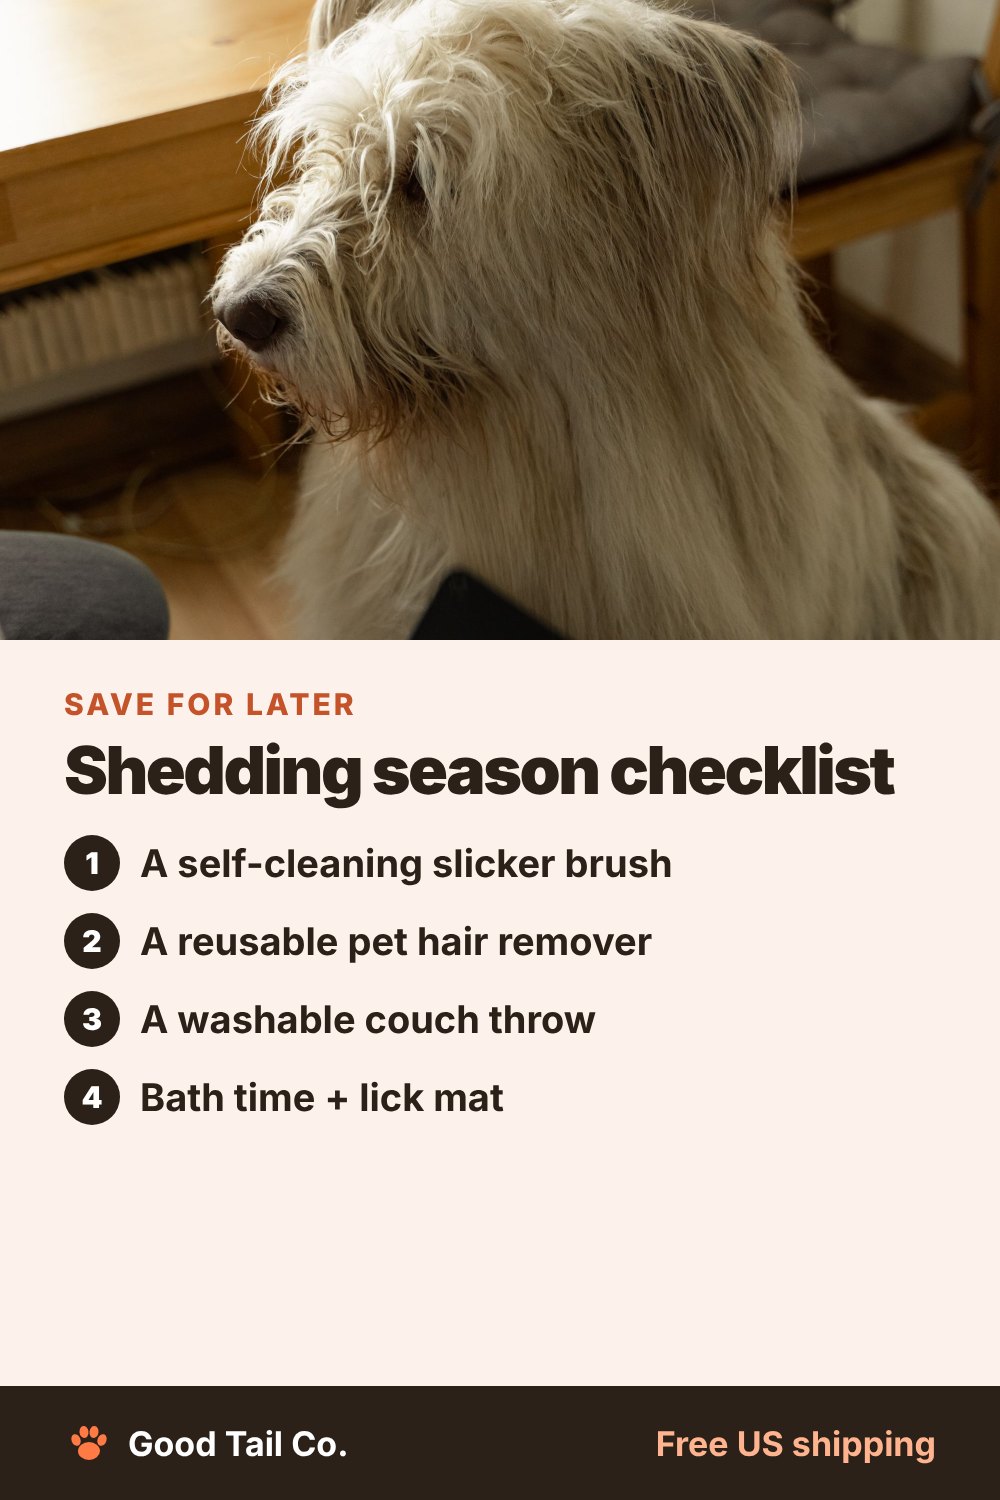 SAVE FOR LATER
Shedding season checklist
1 A self-cleaning slicker brush
2 A reusable pet hair remover
3 A washable couch throw
4 Bath time + lick mat
Good Tail Co.
Free US shipping